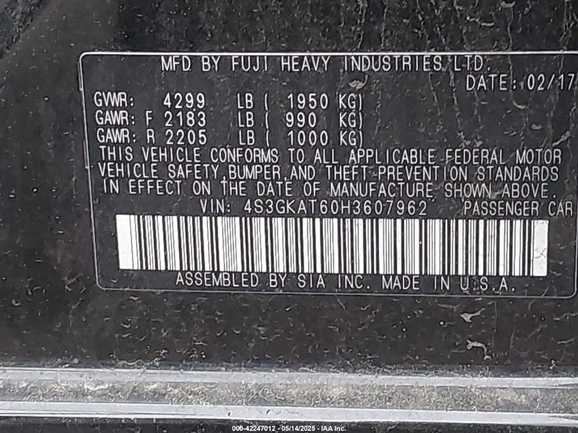 MFD. BY FUJI HEAVY INDUSTRIES LTD.
DATE: 02/17
GVWR: 4299 LB ( 1950 KG)
GAWR: F 2183 LB ( 990 KG)
GAWR: R 2205 LB ( 1000 KG)
THIS VEHICLE CONFORMS TO ALL APPLICABLE FEDERAL MOTOR
VEHICLE SAFETY, BUMPER, AND THEFT PREVENTION STANDARDS
IN EFFECT ON THE DATE OF MANUFACTURE SHOWN ABOVE.
VIN: 4S3GKAT60H3607962 PASSENGER CAR
ASSEMBLED BY SIA INC. MADE IN U.S.A.
000-42247012 - 05/14/2025 - IAA Inc.